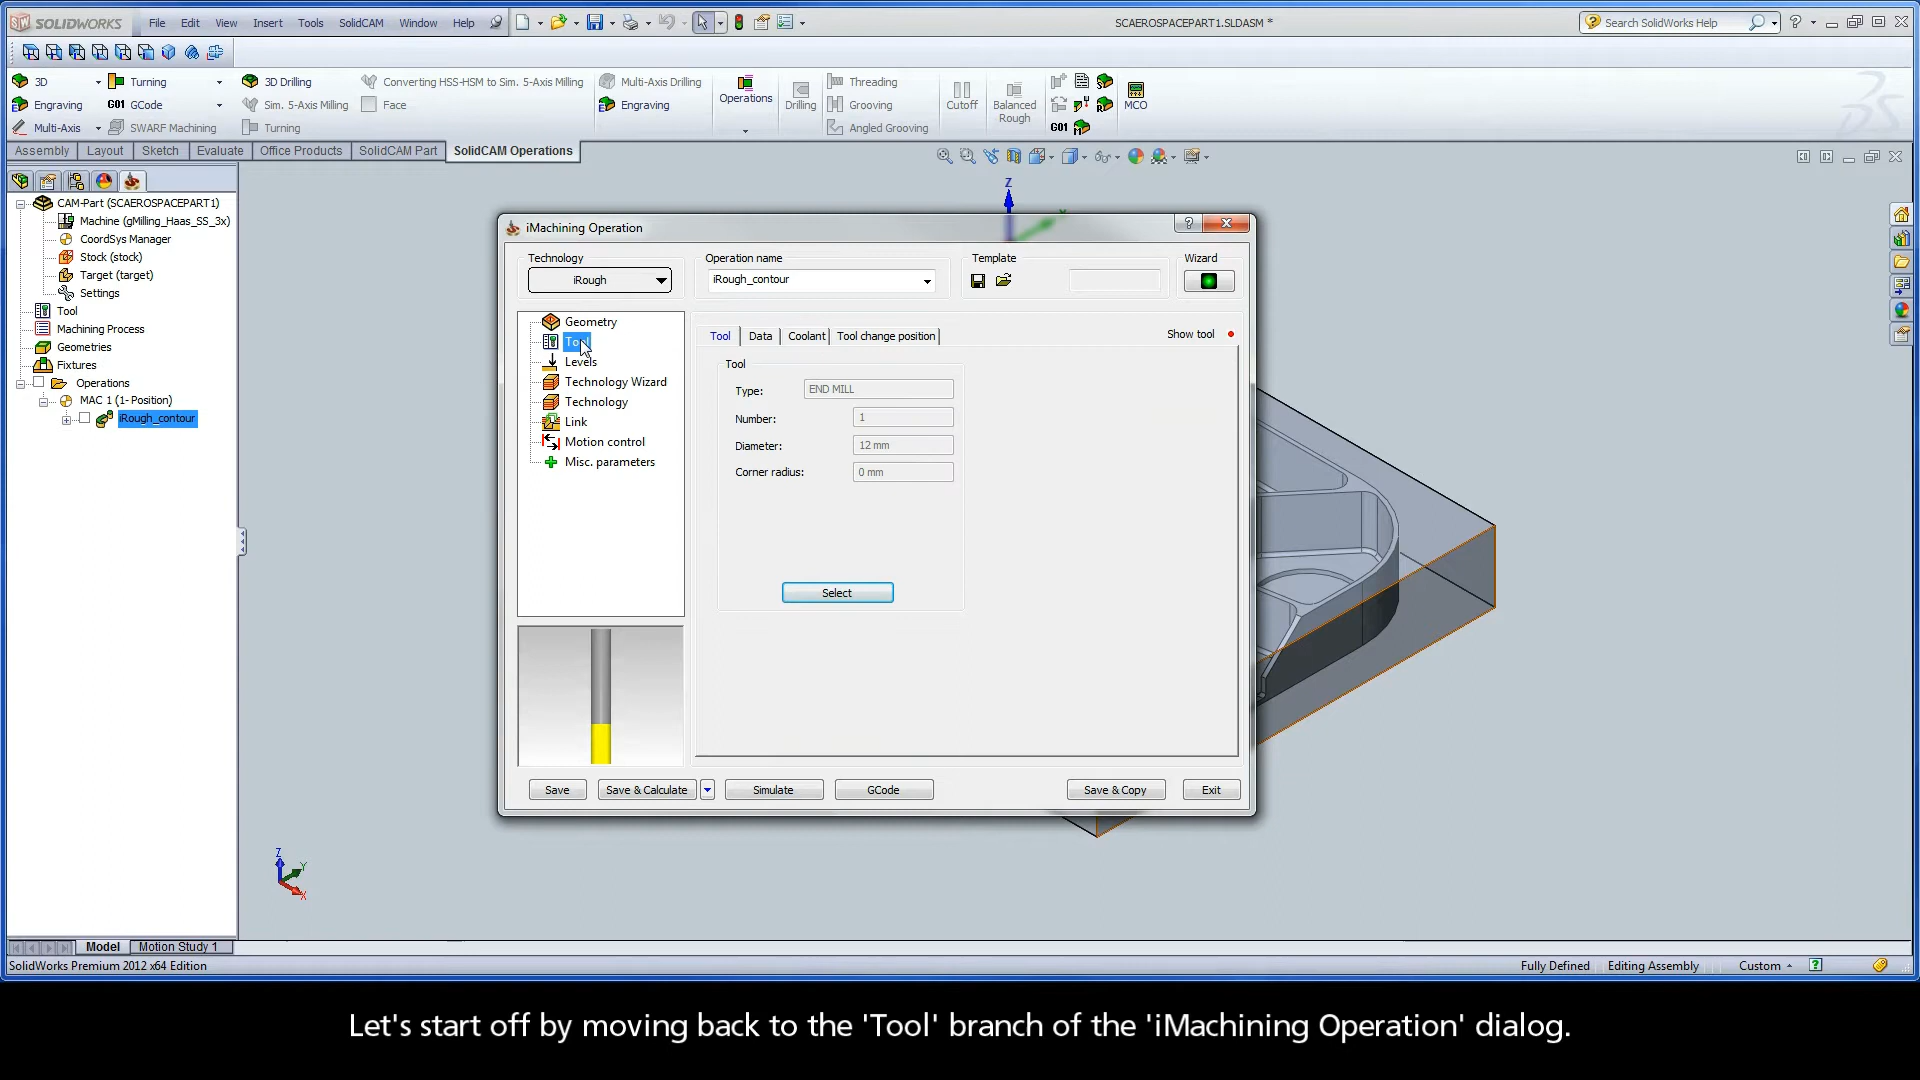 SOLIDWORKS File Edit View Insert Tools SolidCAM Window Help SCAEROSPACEPART1.SLDASM * Search SolidWorks Help
3D Turning 3D Drilling Converting HSS-HSM to Sim. 5-Axis Milling Multi-Axis Drilling Threading
Engraving G01 GCode Sim. 5-Axis Milling Face Engraving Operations Drilling Grooving Cutoff Balanced Rough MCO
Multi-Axis SWARF Machining Turning Angled Grooving G01
Assembly Layout Sketch Evaluate Office Products SolidCAM Part SolidCAM Operations
CAM-Part (SCAEROSPACEPART1)
Machine (gMilling_Haas_SS_3x)
CoordSys Manager
Stock (stock)
Target (target)
Settings
Tool
Machining Process
Geometries
Fixtures
Operations
MAC 1 (1- Position)
iRough_contour
Z
iMachining Operation
Technology Operation name Template Wizard
iRough iRough_contour
Geometry
Tool
Levels
Technology Wizard
Technology
Link
Motion control
Misc. parameters
Tool Data Coolant Tool change position Show tool
Tool
Type: END MILL
Number: 1
Diameter: 12 mm
Corner radius: 0 mm
Select
Save Save & Calculate Simulate GCode Save & Copy Exit
Z
Y
X
Model Motion Study 1
SolidWorks Premium 2012 x64 Edition Fully Defined Editing Assembly Custom
Let's start off by moving back to the 'Tool' branch of the 'iMachining Operation' dialog.